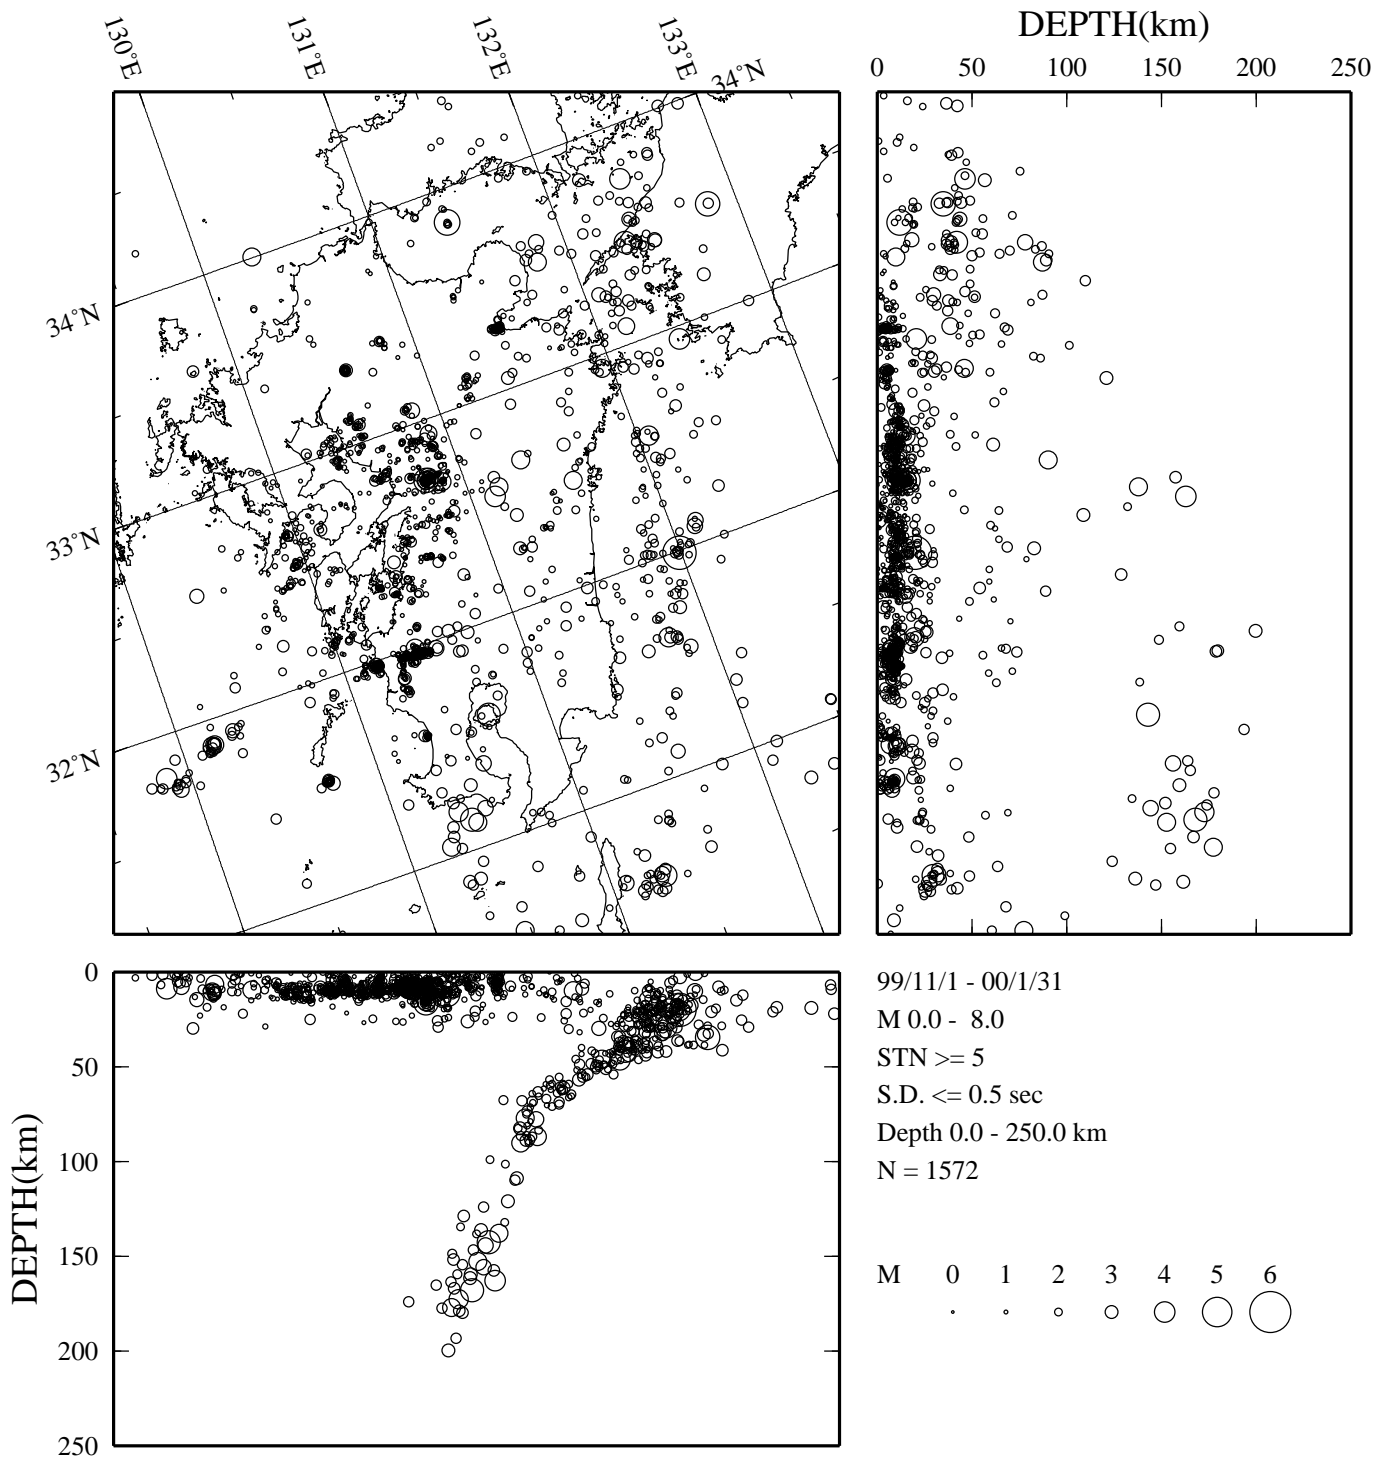 DEPTH(km)
0 50 100 150 200 250
130°E
131°E
132°E
133°E
34°N
34°N
33°N
32°N
0
50
100
150
200
250
DEPTH(km)
99/11/1 - 00/1/31
M 0.0 - 8.0
STN >= 5
S.D. <= 0.5 sec
Depth 0.0 - 250.0 km
N = 1572
M 0 1 2 3 4 5 6